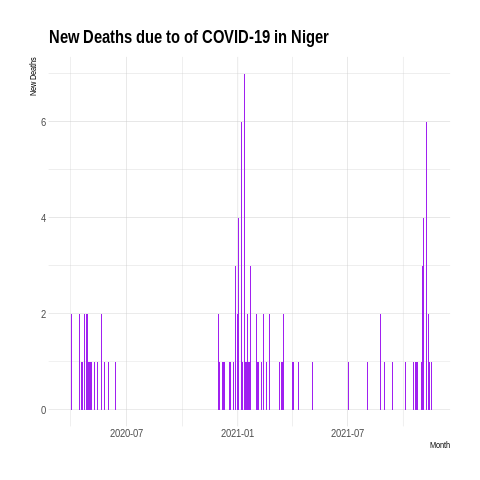 New Deaths due to of COVID-19 in Niger
New Deaths
6
4
2
0
2020-07 2021-01 2021-07
Month